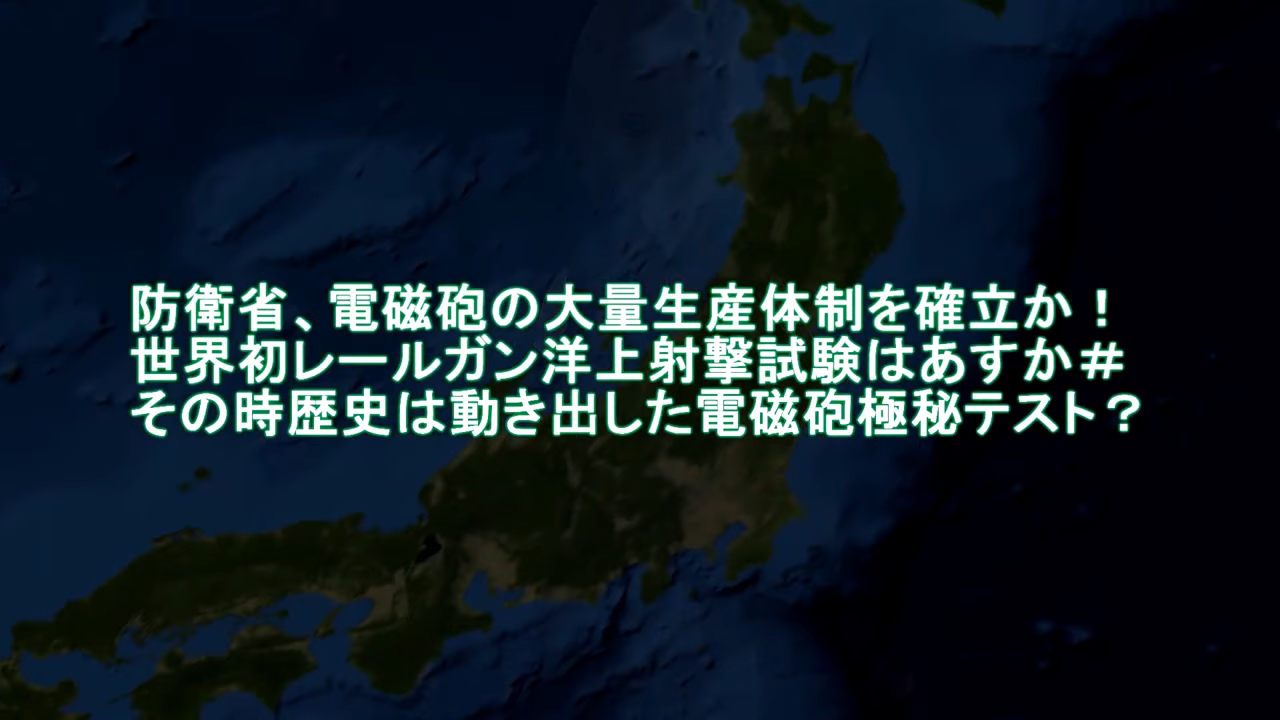 防衛省、電磁砲の大量生産体制を確立か！
世界初レールガン洋上射撃試験はあすか＃
その時歴史は動き出した電磁砲極秘テスト？